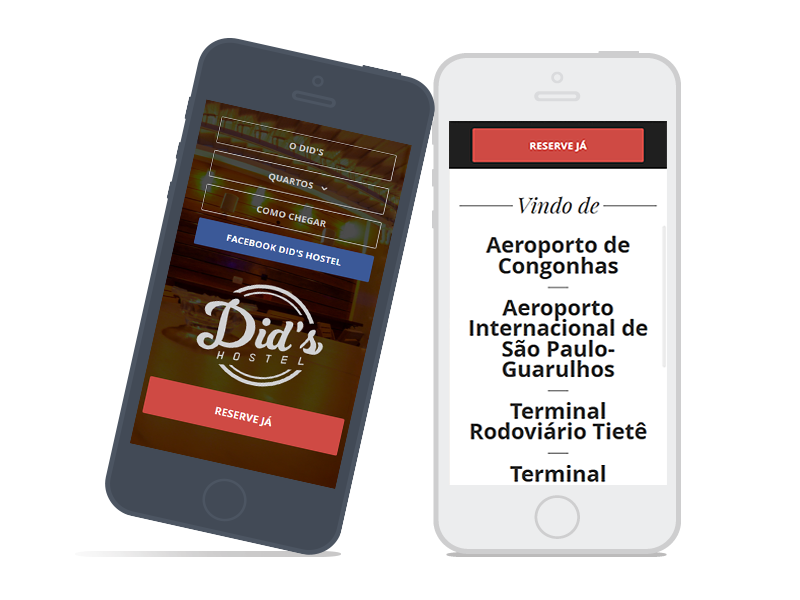 O DID'S
QUARTOS
COMO CHEGAR
FACEBOOK DID'S HOSTEL
Did's
HOSTEL
RESERVE JÁ
RESERVE JÁ
Vindo de
Aeroporto de
Congonhas
Aeroporto
Internacional de
São Paulo-
Guarulhos
Terminal
Rodoviário Tietê
Terminal